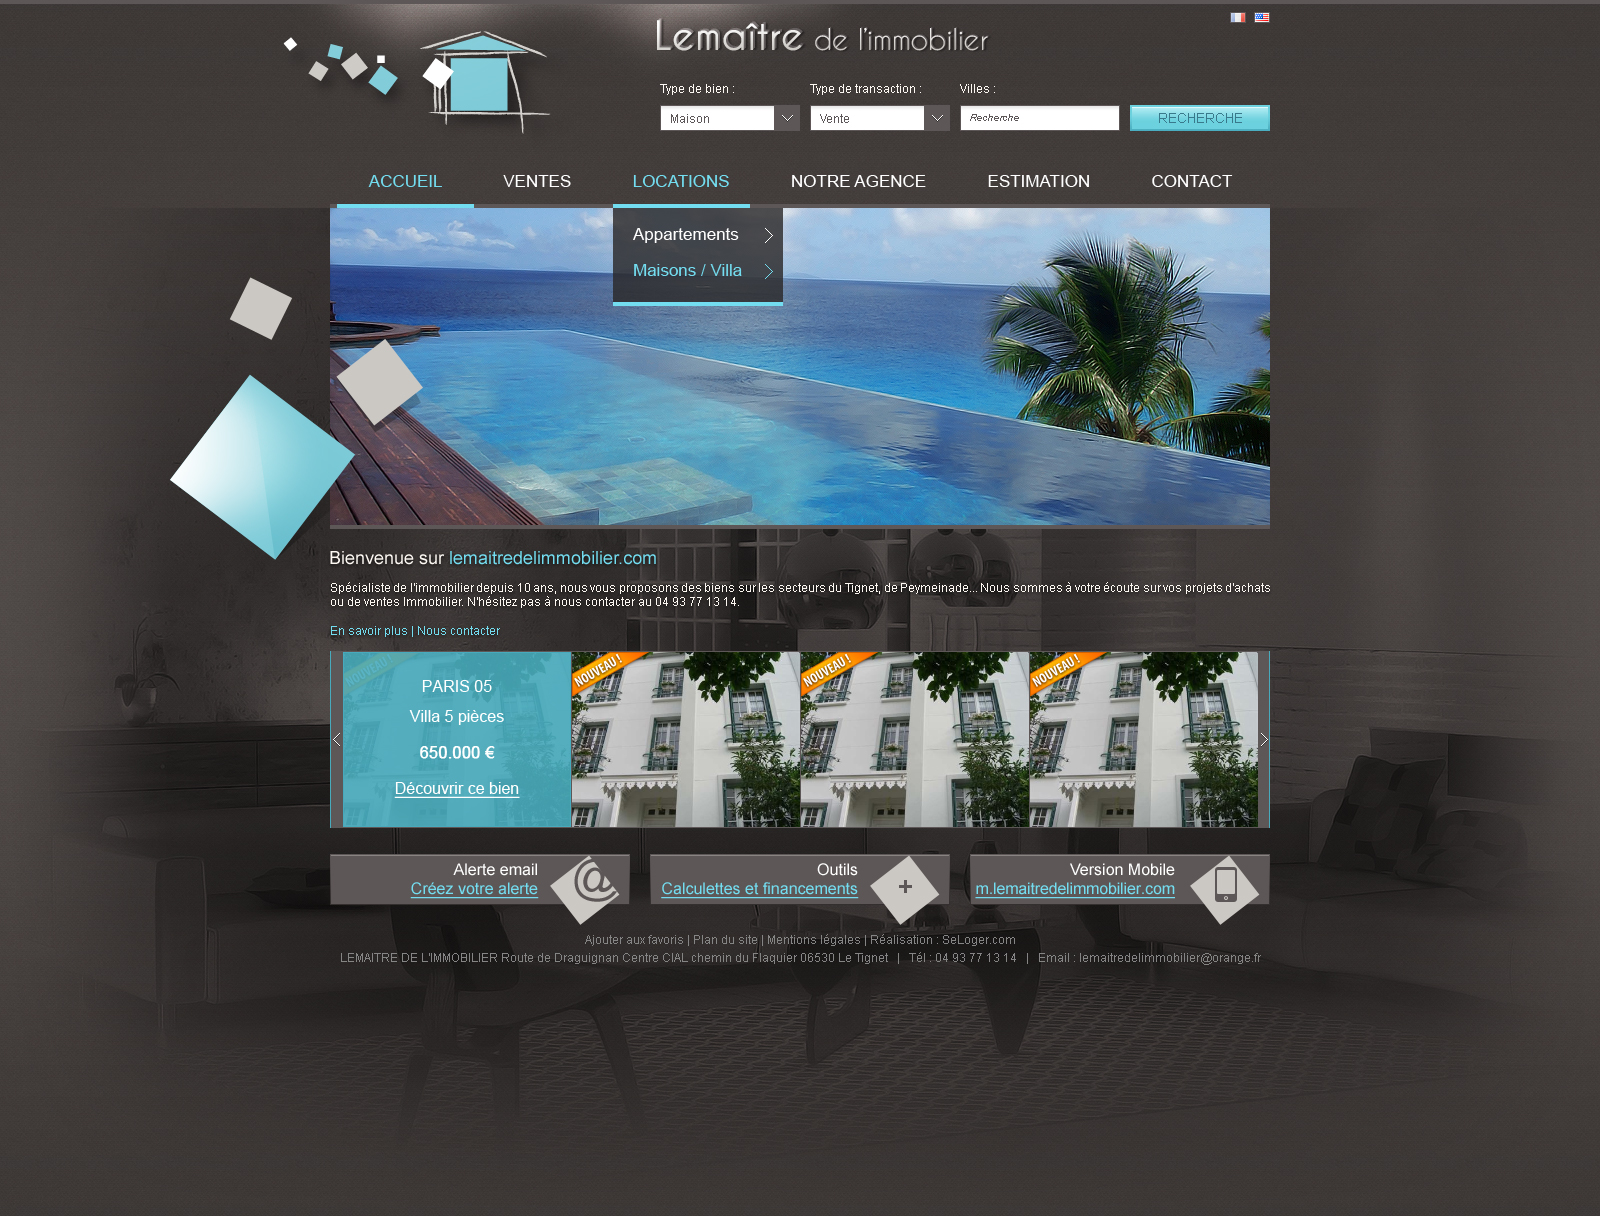 Lemaître de l'immobilier
Type de bien :
Type de transaction :
Villes :
Maison
Vente
Recherche
RECHERCHE
ACCUEIL
VENTES
LOCATIONS
NOTRE AGENCE
ESTIMATION
CONTACT
Appartements
Maisons / Villa
Bienvenue sur lemaitredelimmobilier.com
Spécialiste de l'immobilier depuis 10 ans, nous vous proposons des biens sur les secteurs du Tignet, de Peymeinade... Nous sommes à votre écoute sur vos projets d'achats
ou de ventes Immobilier. N'hésitez pas à nous contacter au 04 93 77 13 14.
En savoir plus | Nous contacter
NOUVEAU !
PARIS 05
Villa 5 pièces
650.000 €
Découvrir ce bien
NOUVEAU !
NOUVEAU !
NOUVEAU !
Alerte email
Créez votre alerte
@
Outils
Calculettes et financements
+
Version Mobile
m.lemaitredelimmobilier.com
Ajouter aux favoris | Plan du site | Mentions légales | Réalisation : SeLoger.com
LEMAITRE DE L'IMMOBILIER Route de Draguignan Centre CIAL chemin du Flaquier 06530 Le Tignet | Tél : 04 93 77 13 14 | Email : lemaitredelimmobilier@orange.fr